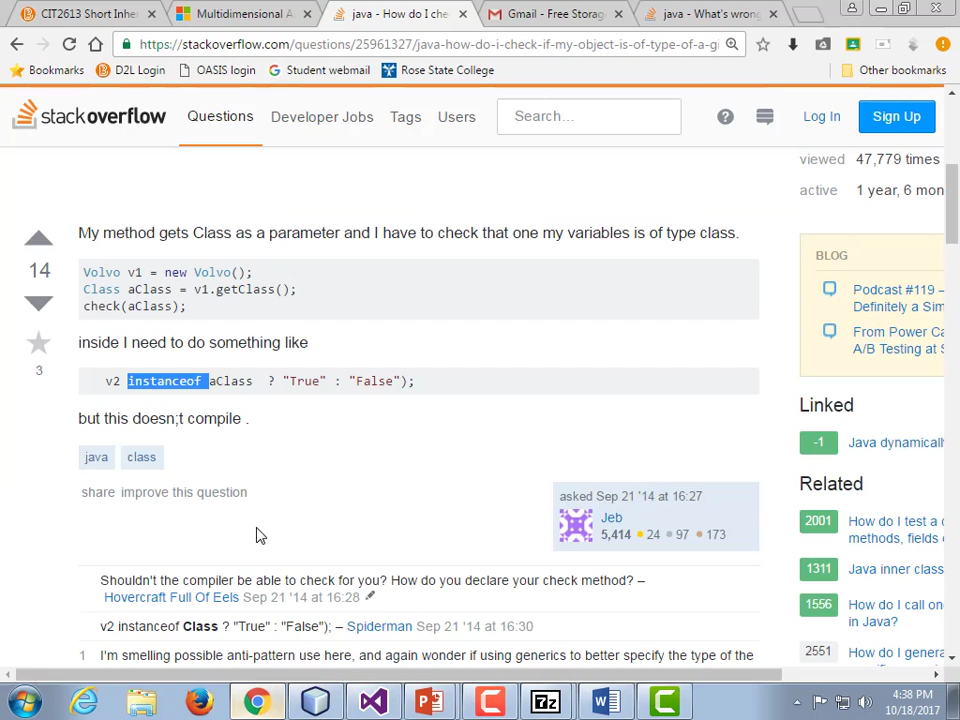 CIT2613 Short Inhe
Multidimensional A
java - How do I che
Gmail - Free Storag
java - What's wrong
https://stackoverflow.com/questions/25961327/java-how-do-i-check-if-my-object-is-of-type-of-a-gi
Bookmarks
D2L Login
OASIS login
Student webmail
Rose State College
Other bookmarks
stackoverflow
Questions
Developer Jobs
Tags
Users
Search...
Log In
Sign Up
viewed 47,779 times
active 1 year, 6 mon
My method gets Class as a parameter and I have to check that one my variables is of type class.
14
Volvo v1 = new Volvo();
Class aClass = v1.getClass();
check(aClass);
inside I need to do something like
3
v2 instanceof aClass ? "True" : "False");
but this doesn;t compile .
java
class
share improve this question
asked Sep 21 '14 at 16:27
Jeb
5,414 24 97 173
Shouldn't the compiler be able to check for you? How do you declare your check method? –
Hovercraft Full Of Eels Sep 21 '14 at 16:28
v2 instanceof Class ? "True" : "False"); – Spiderman Sep 21 '14 at 16:30
1 I'm smelling possible anti-pattern use here, and again wonder if using generics to better specify the type of the
BLOG
Podcast #119 –
Definitely a Sim
From Power Ca
A/B Testing at S
Linked
-1 Java dynamically
Related
2001 How do I test a c
methods, fields o
1311 Java inner class
1556 How do I call one
in Java?
2551 How do I genera
7z
4:38 PM
10/18/2017